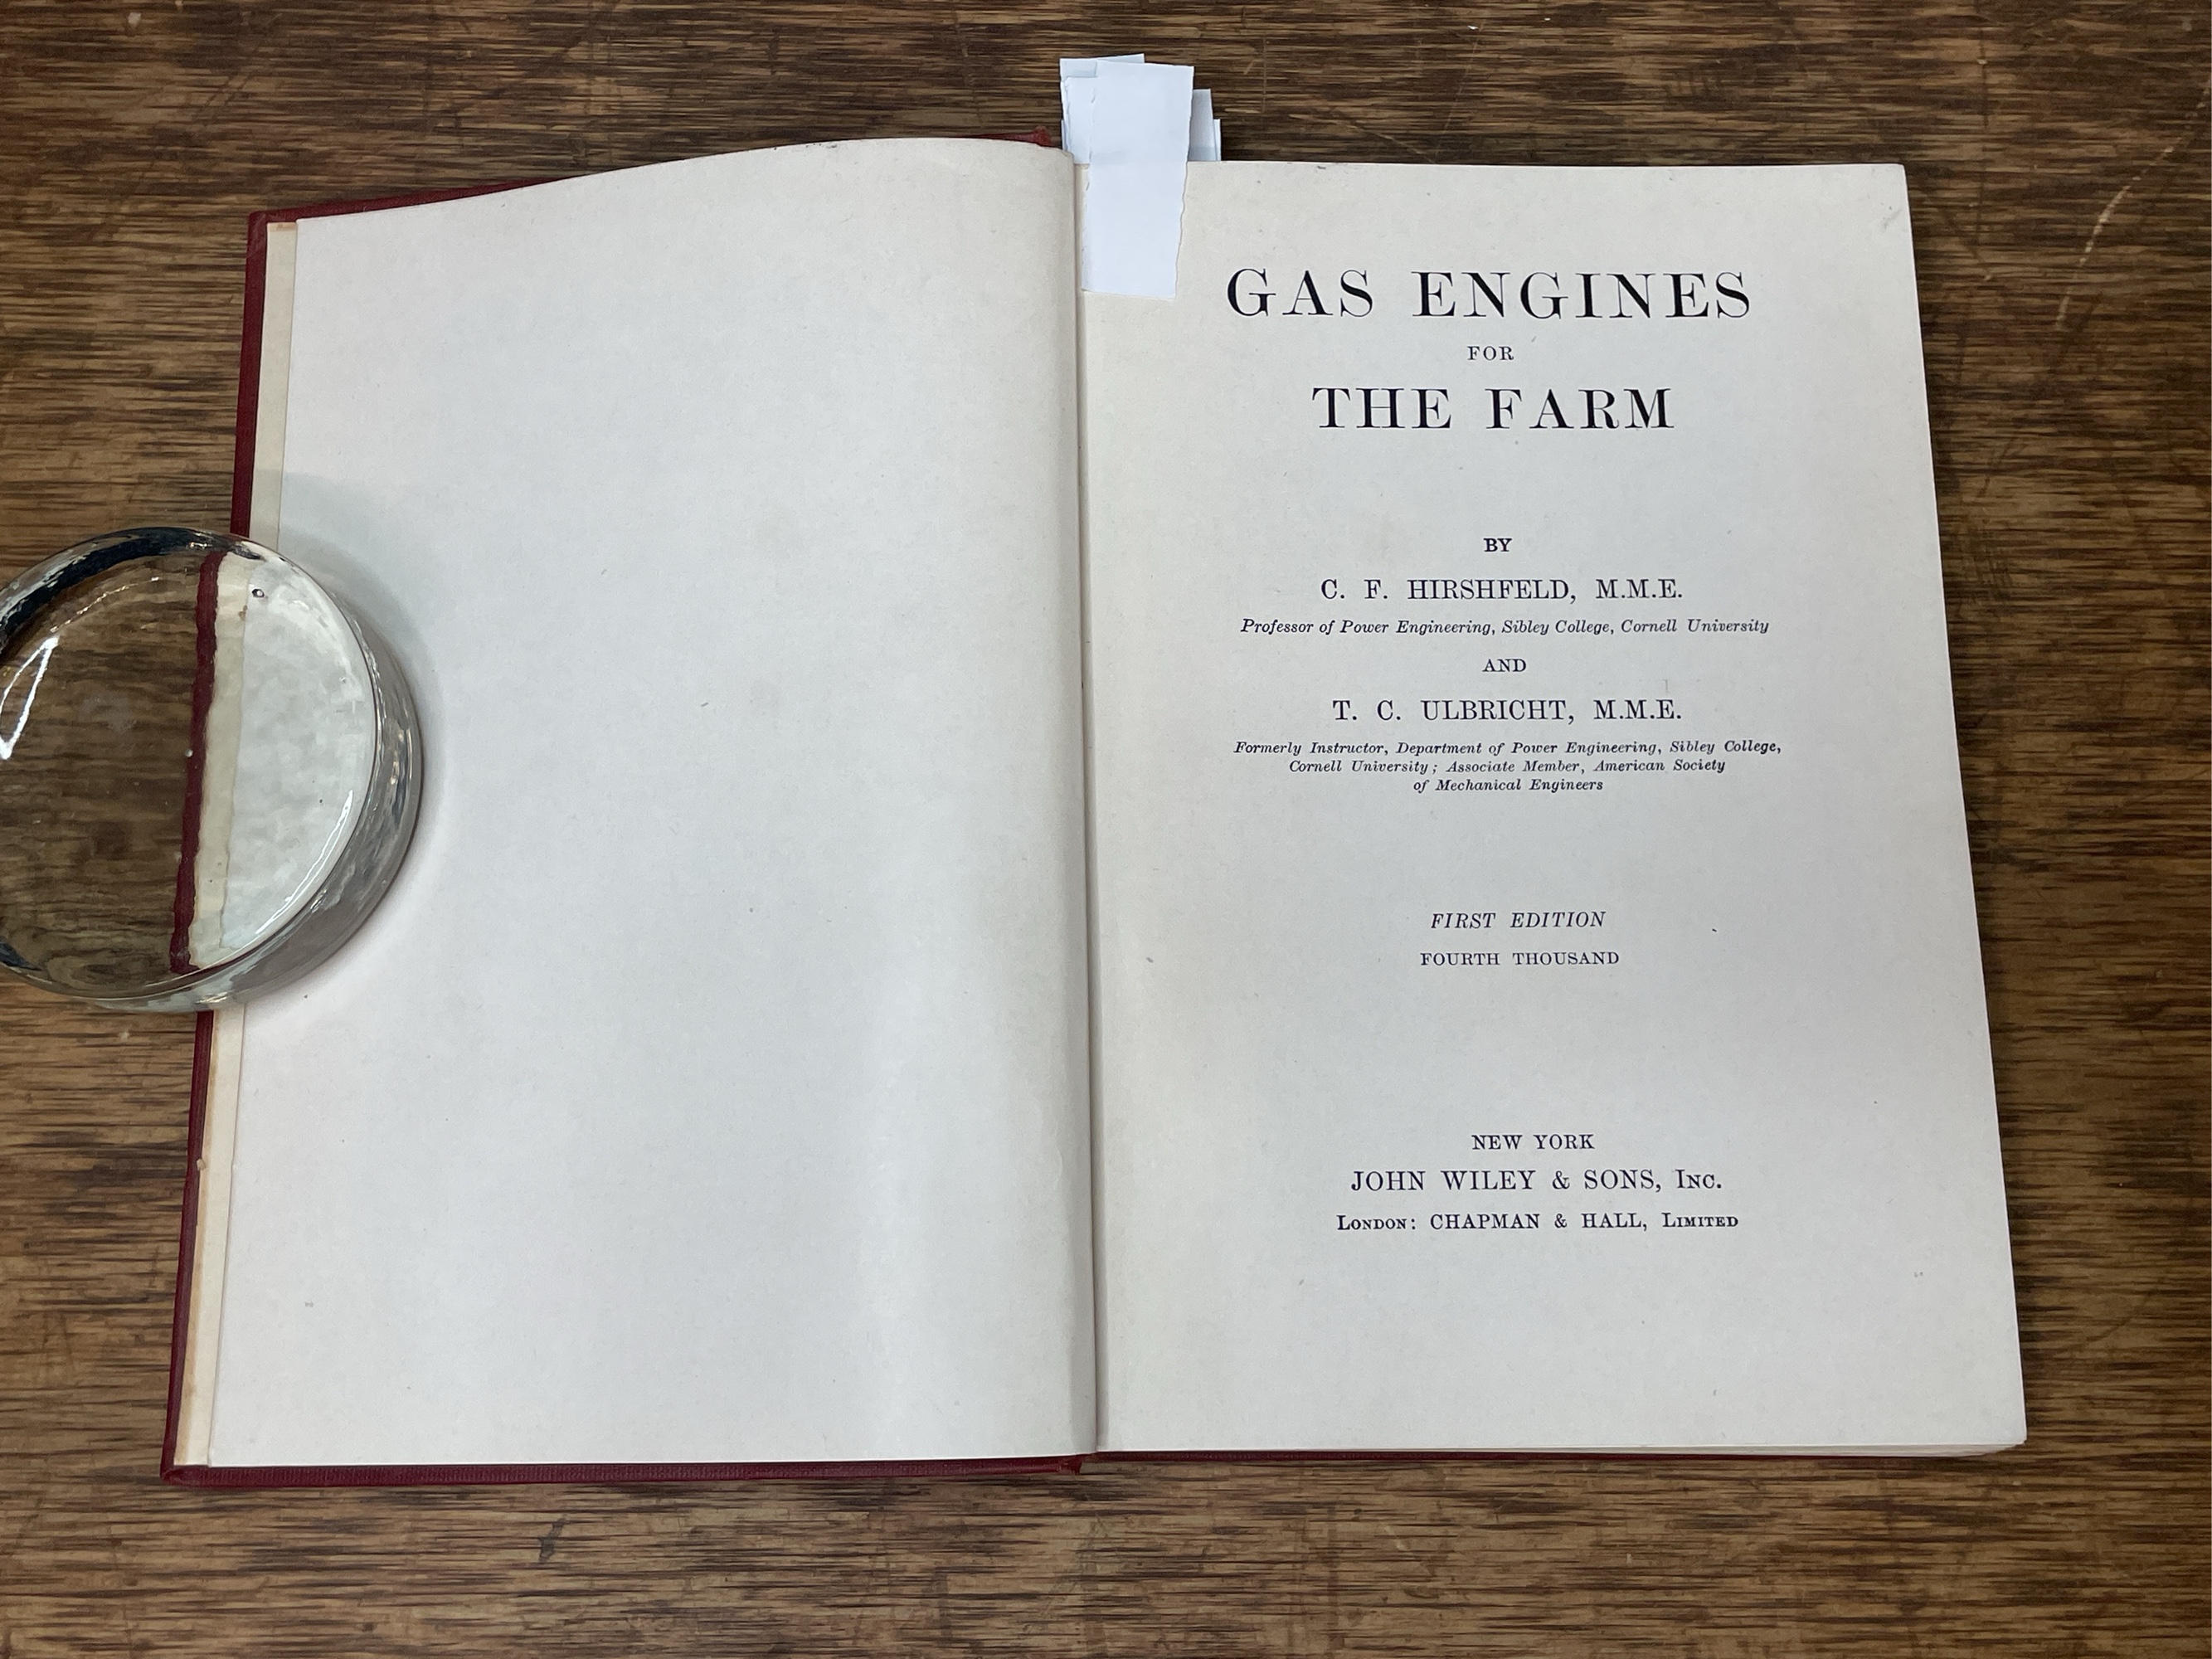 GAS ENGINES
FOR
THE FARM
BY
C. F. HIRSHFELD, M.M.E.
Professor of Power Engineering, Sibley College, Cornell University
AND
T. C. ULBRICHT, M.M.E.
Formerly Instructor, Department of Power Engineering, Sibley College,
Cornell University; Associate Member, American Society
of Mechanical Engineers
FIRST EDITION
FOURTH THOUSAND
NEW YORK
JOHN WILEY & SONS, Inc.
London: CHAPMAN & HALL, Limited